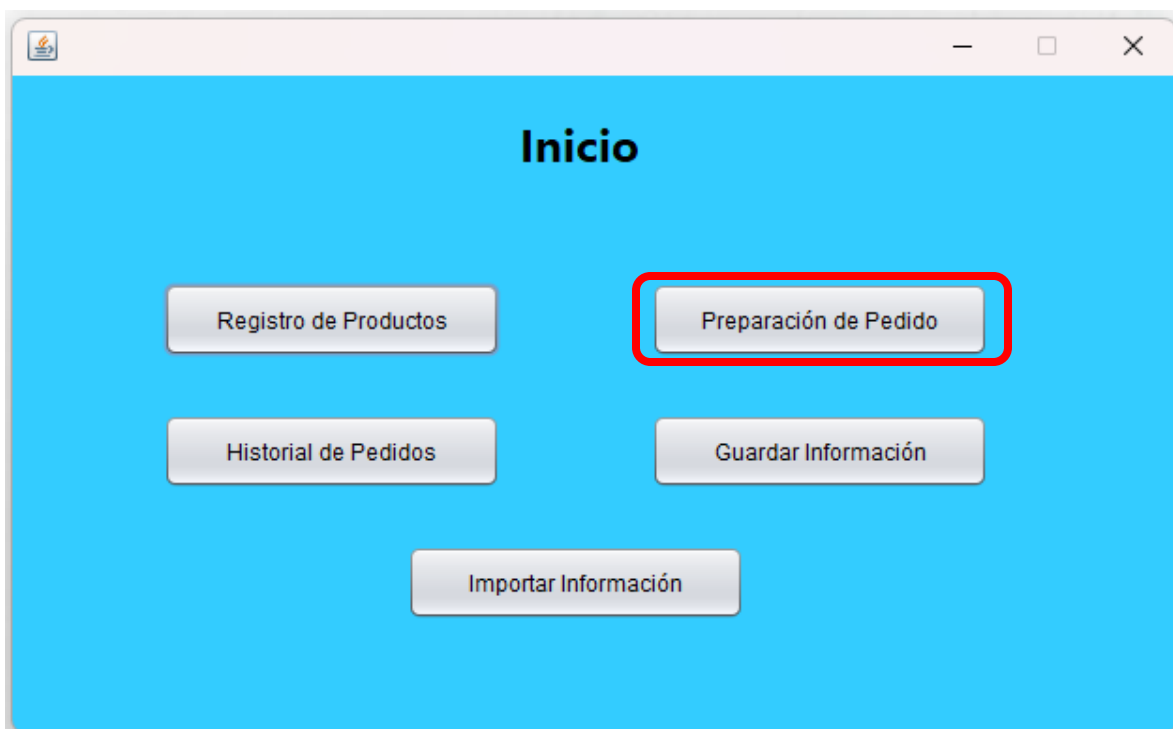 Inicio
Registro de Productos
Preparación de Pedido
Historial de Pedidos
Guardar Información
Importar Información